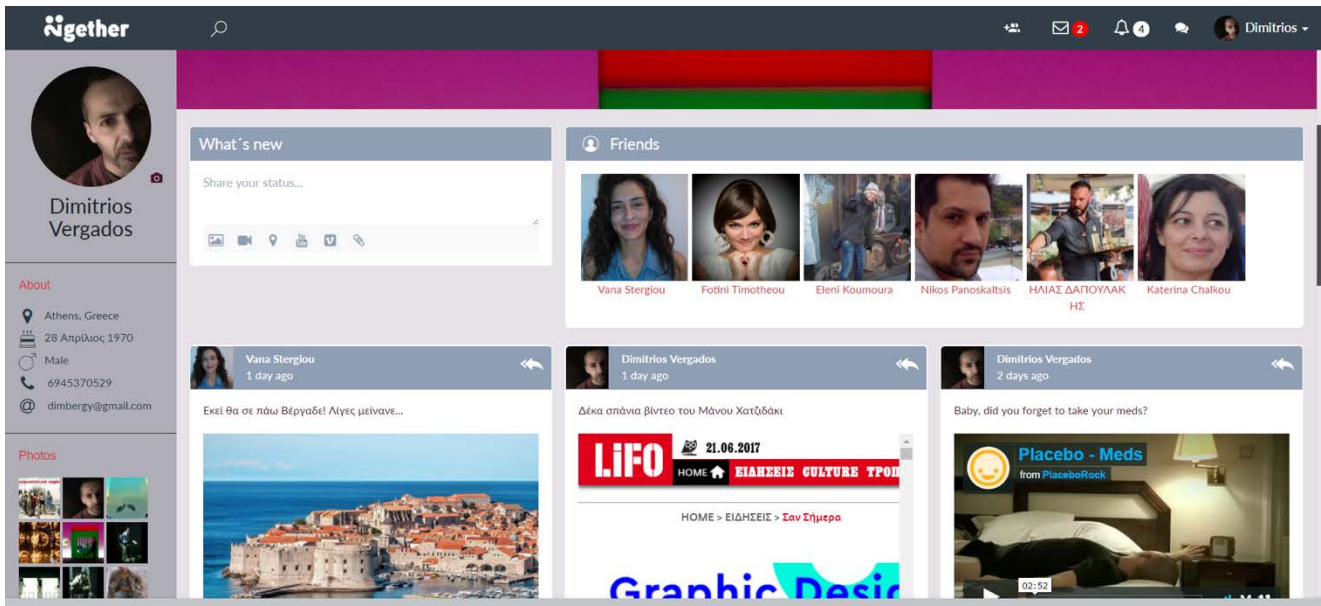 nigether
2
4
Dimitrios
Dimitrios
Vergados
About
Athens, Greece
28 Απρίλιος 1970
Male
6945370529
dimbergy@gmail.com
Photos
What´s new
Share your status...
Friends
Vana Stergiou
Fotini Timotheou
Eleni Koumoura
Nikos Panoskaltsis
ΗΛΙΑΣ ΔΑΠΟΥΛΑΚ
ΗΣ
Katerina Chalkou
Vana Stergiou
1 day ago
Εκεί θα σε πάω Βέργαδε! Λίγες μείνανε...
Dimitrios Vergados
1 day ago
Δέκα σπάνια βίντεο του Μάνου Χατζιδάκι
LiFO
21.06.2017
HOME
ΕΙΔΗΣΕΙΣ CULTURE ΤΡΟΠ
HOME > ΕΙΔΗΣΕΙΣ > Σαν Σήμερα
Graphic Desig
Dimitrios Vergados
2 days ago
Baby, did you forget to take your meds?
Placebo - Meds
from PlaceboRock
02:52